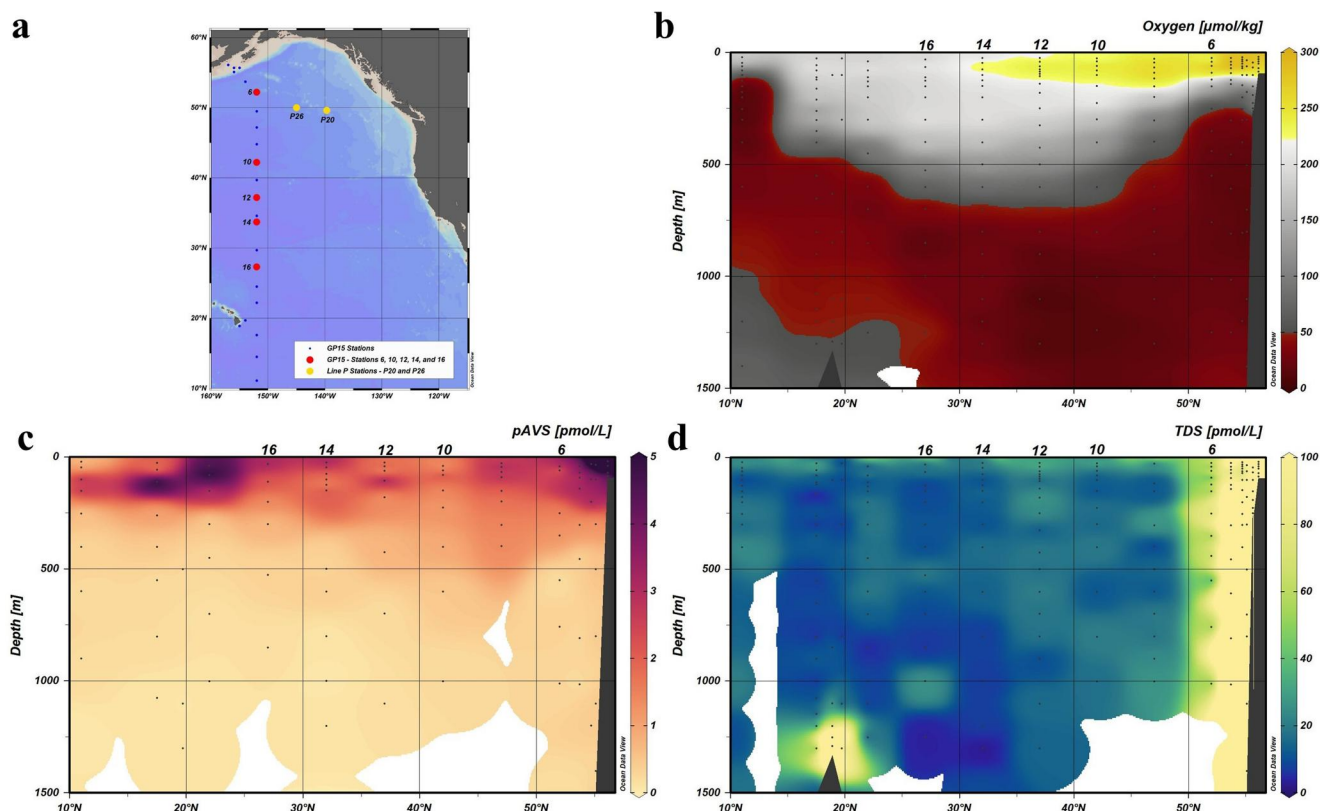 a
60°N
50°N
40°N
30°N
20°N
10°N
160°W
150°W
140°W
130°W
120°W
6
10
12
14
16
P26
P20
GP15 Stations
GP15 - Stations 6, 10, 12, 14, and 16
Line P Stations - P20 and P26
b
Oxygen [µmol/kg]
16
14
12
10
6
0
500
1000
1500
Depth [m]
10°N
20°N
30°N
40°N
50°N
Ocean Data View
300
250
200
150
100
50
0
c
pAVS [pmol/L]
16
14
12
10
6
0
500
1000
1500
Depth [m]
10°N
20°N
30°N
40°N
50°N
Ocean Data View
5
4
3
2
1
0
d
TDS [pmol/L]
16
14
12
10
6
0
500
1000
1500
Depth [m]
10°N
20°N
30°N
40°N
50°N
Ocean Data View
100
80
60
40
20
0